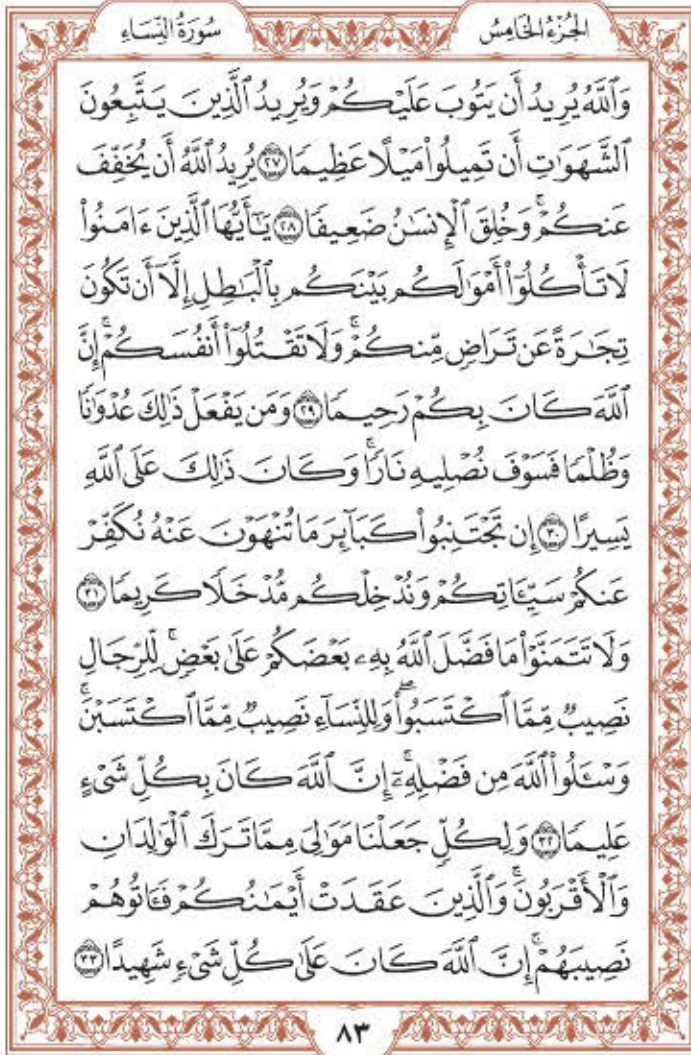 سُورَةُ النِّسَاءِ
الجُزْءُ الخَامِسُ
وَٱللَّهُ يُرِيدُ أَن يَتُوبَ عَلَيۡكُمۡ وَيُرِيدُ ٱلَّذِينَ يَتَّبِعُونَ
ٱلشَّهَوَٰتِ أَن تَمِيلُواْ مَيۡلًا عَظِيمٗا ٢٧ يُرِيدُ ٱللَّهُ أَن يُخَفِّفَ
عَنكُمۡۚ وَخُلِقَ ٱلۡإِنسَٰنُ ضَعِيفٗا ٢٨ يَٰٓأَيُّهَا ٱلَّذِينَ ءَامَنُواْ
لَا تَأۡكُلُوٓاْ أَمۡوَٰلَكُم بَيۡنَكُم بِٱلۡبَٰطِلِ إِلَّآ أَن تَكُونَ
تِجَٰرَةً عَن تَرَاضٖ مِّنكُمۡۚ وَلَا تَقۡتُلُوٓاْ أَنفُسَكُمۡۚ إِنَّ
ٱللَّهَ كَانَ بِكُمۡ رَحِيمٗا ٢٩ وَمَن يَفۡعَلۡ ذَٰلِكَ عُدۡوَٰنٗا
وَظُلۡمٗا فَسَوۡفَ نُصۡلِيهِ نَارٗاۚ وَكَانَ ذَٰلِكَ عَلَى ٱللَّهِ
يَسِيرًا ٣٠ إِن تَجۡتَنِبُواْ كَبَآئِرَ مَا تُنۡهَوۡنَ عَنۡهُ نُكَفِّرۡ
عَنكُمۡ سَيِّـَٔاتِكُمۡ وَنُدۡخِلۡكُم مُّدۡخَلٗا كَرِيمٗا ٣١
وَلَا تَتَمَنَّوۡاْ مَا فَضَّلَ ٱللَّهُ بِهِۦ بَعۡضَكُمۡ عَلَىٰ بَعۡضٖۚ لِّلرِّجَالِ
نَصِيبٞ مِّمَّا ٱكۡتَسَبُواْۖ وَلِلنِّسَآءِ نَصِيبٞ مِّمَّا ٱكۡتَسَبۡنَۚ
وَسۡـَٔلُواْ ٱللَّهَ مِن فَضۡلِهِۦٓۚ إِنَّ ٱللَّهَ كَانَ بِكُلِّ شَيۡءٍ
عَلِيمٗا ٣٢ وَلِكُلّٖ جَعَلۡنَا مَوَٰلِيَ مِمَّا تَرَكَ ٱلۡوَٰلِدَانِ
وَٱلۡأَقۡرَبُونَۚ وَٱلَّذِينَ عَقَدَتۡ أَيۡمَٰنُكُمۡ فَـَٔاتُوهُمۡ
نَصِيبَهُمۡۚ إِنَّ ٱللَّهَ كَانَ عَلَىٰ كُلِّ شَيۡءٖ شَهِيدًا ٣٣
٨٣